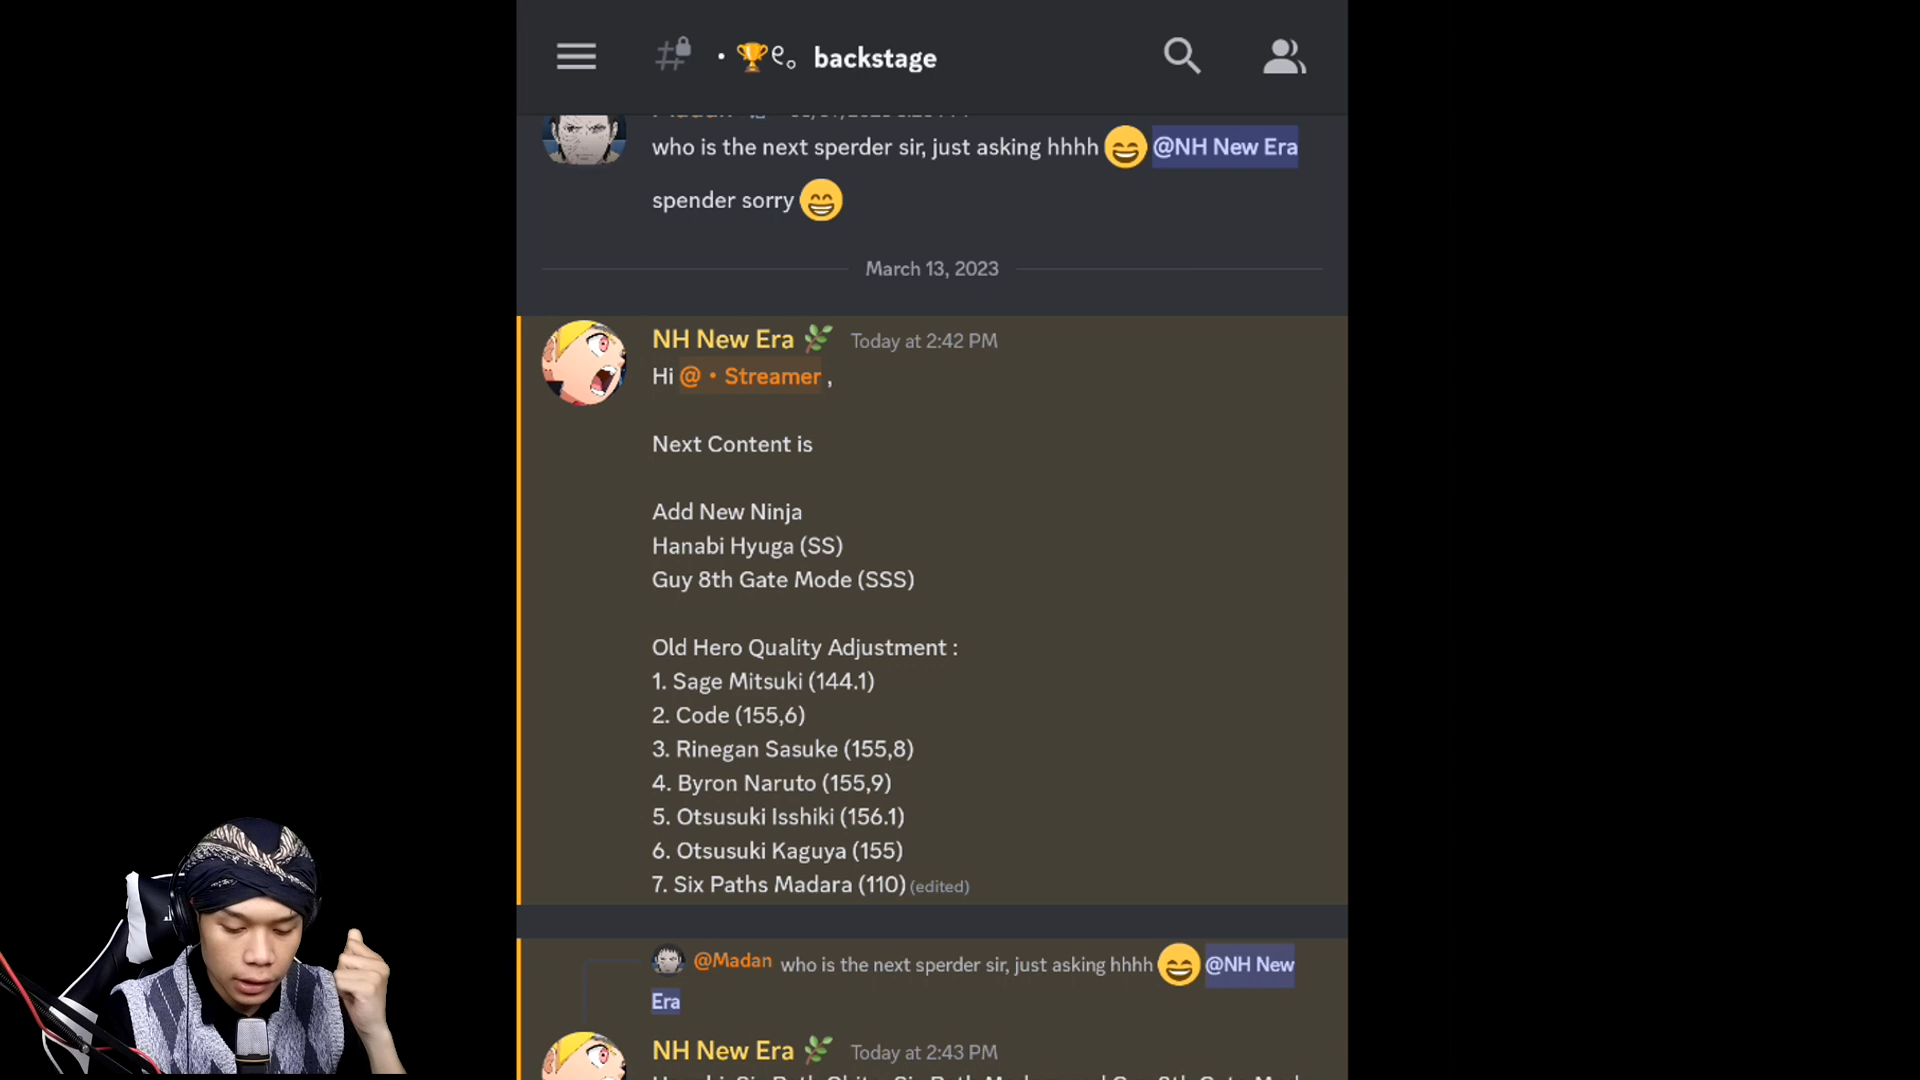 • 🏆୧ₒ backstage
who is the next sperder sir, just asking hhhh 😄 @NH New Era
spender sorry 😁
March 13, 2023
NH New Era 🌿 Today at 2:42 PM
Hi @ • Streamer ,
Next Content is
Add New Ninja
Hanabi Hyuga (SS)
Guy 8th Gate Mode (SSS)
Old Hero Quality Adjustment :
1. Sage Mitsuki (144.1)
2. Code (155,6)
3. Rinegan Sasuke (155,8)
4. Byron Naruto (155,9)
5. Otsusuki Isshiki (156.1)
6. Otsusuki Kaguya (155)
7. Six Paths Madara (110) (edited)
@Madan who is the next sperder sir, just asking hhhh 😄 @NH New
Era
NH New Era 🌿 Today at 2:43 PM